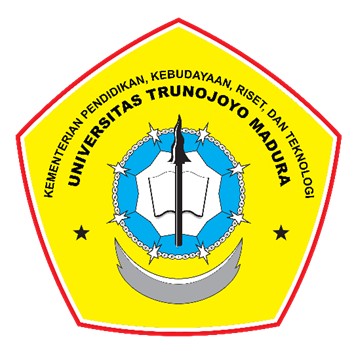 KEMENTERIAN PENDIDIKAN, KEBUDAYAAN, RISET, DAN TEKNOLOGI
UNIVERSITAS TRUNOJOYO MADURA